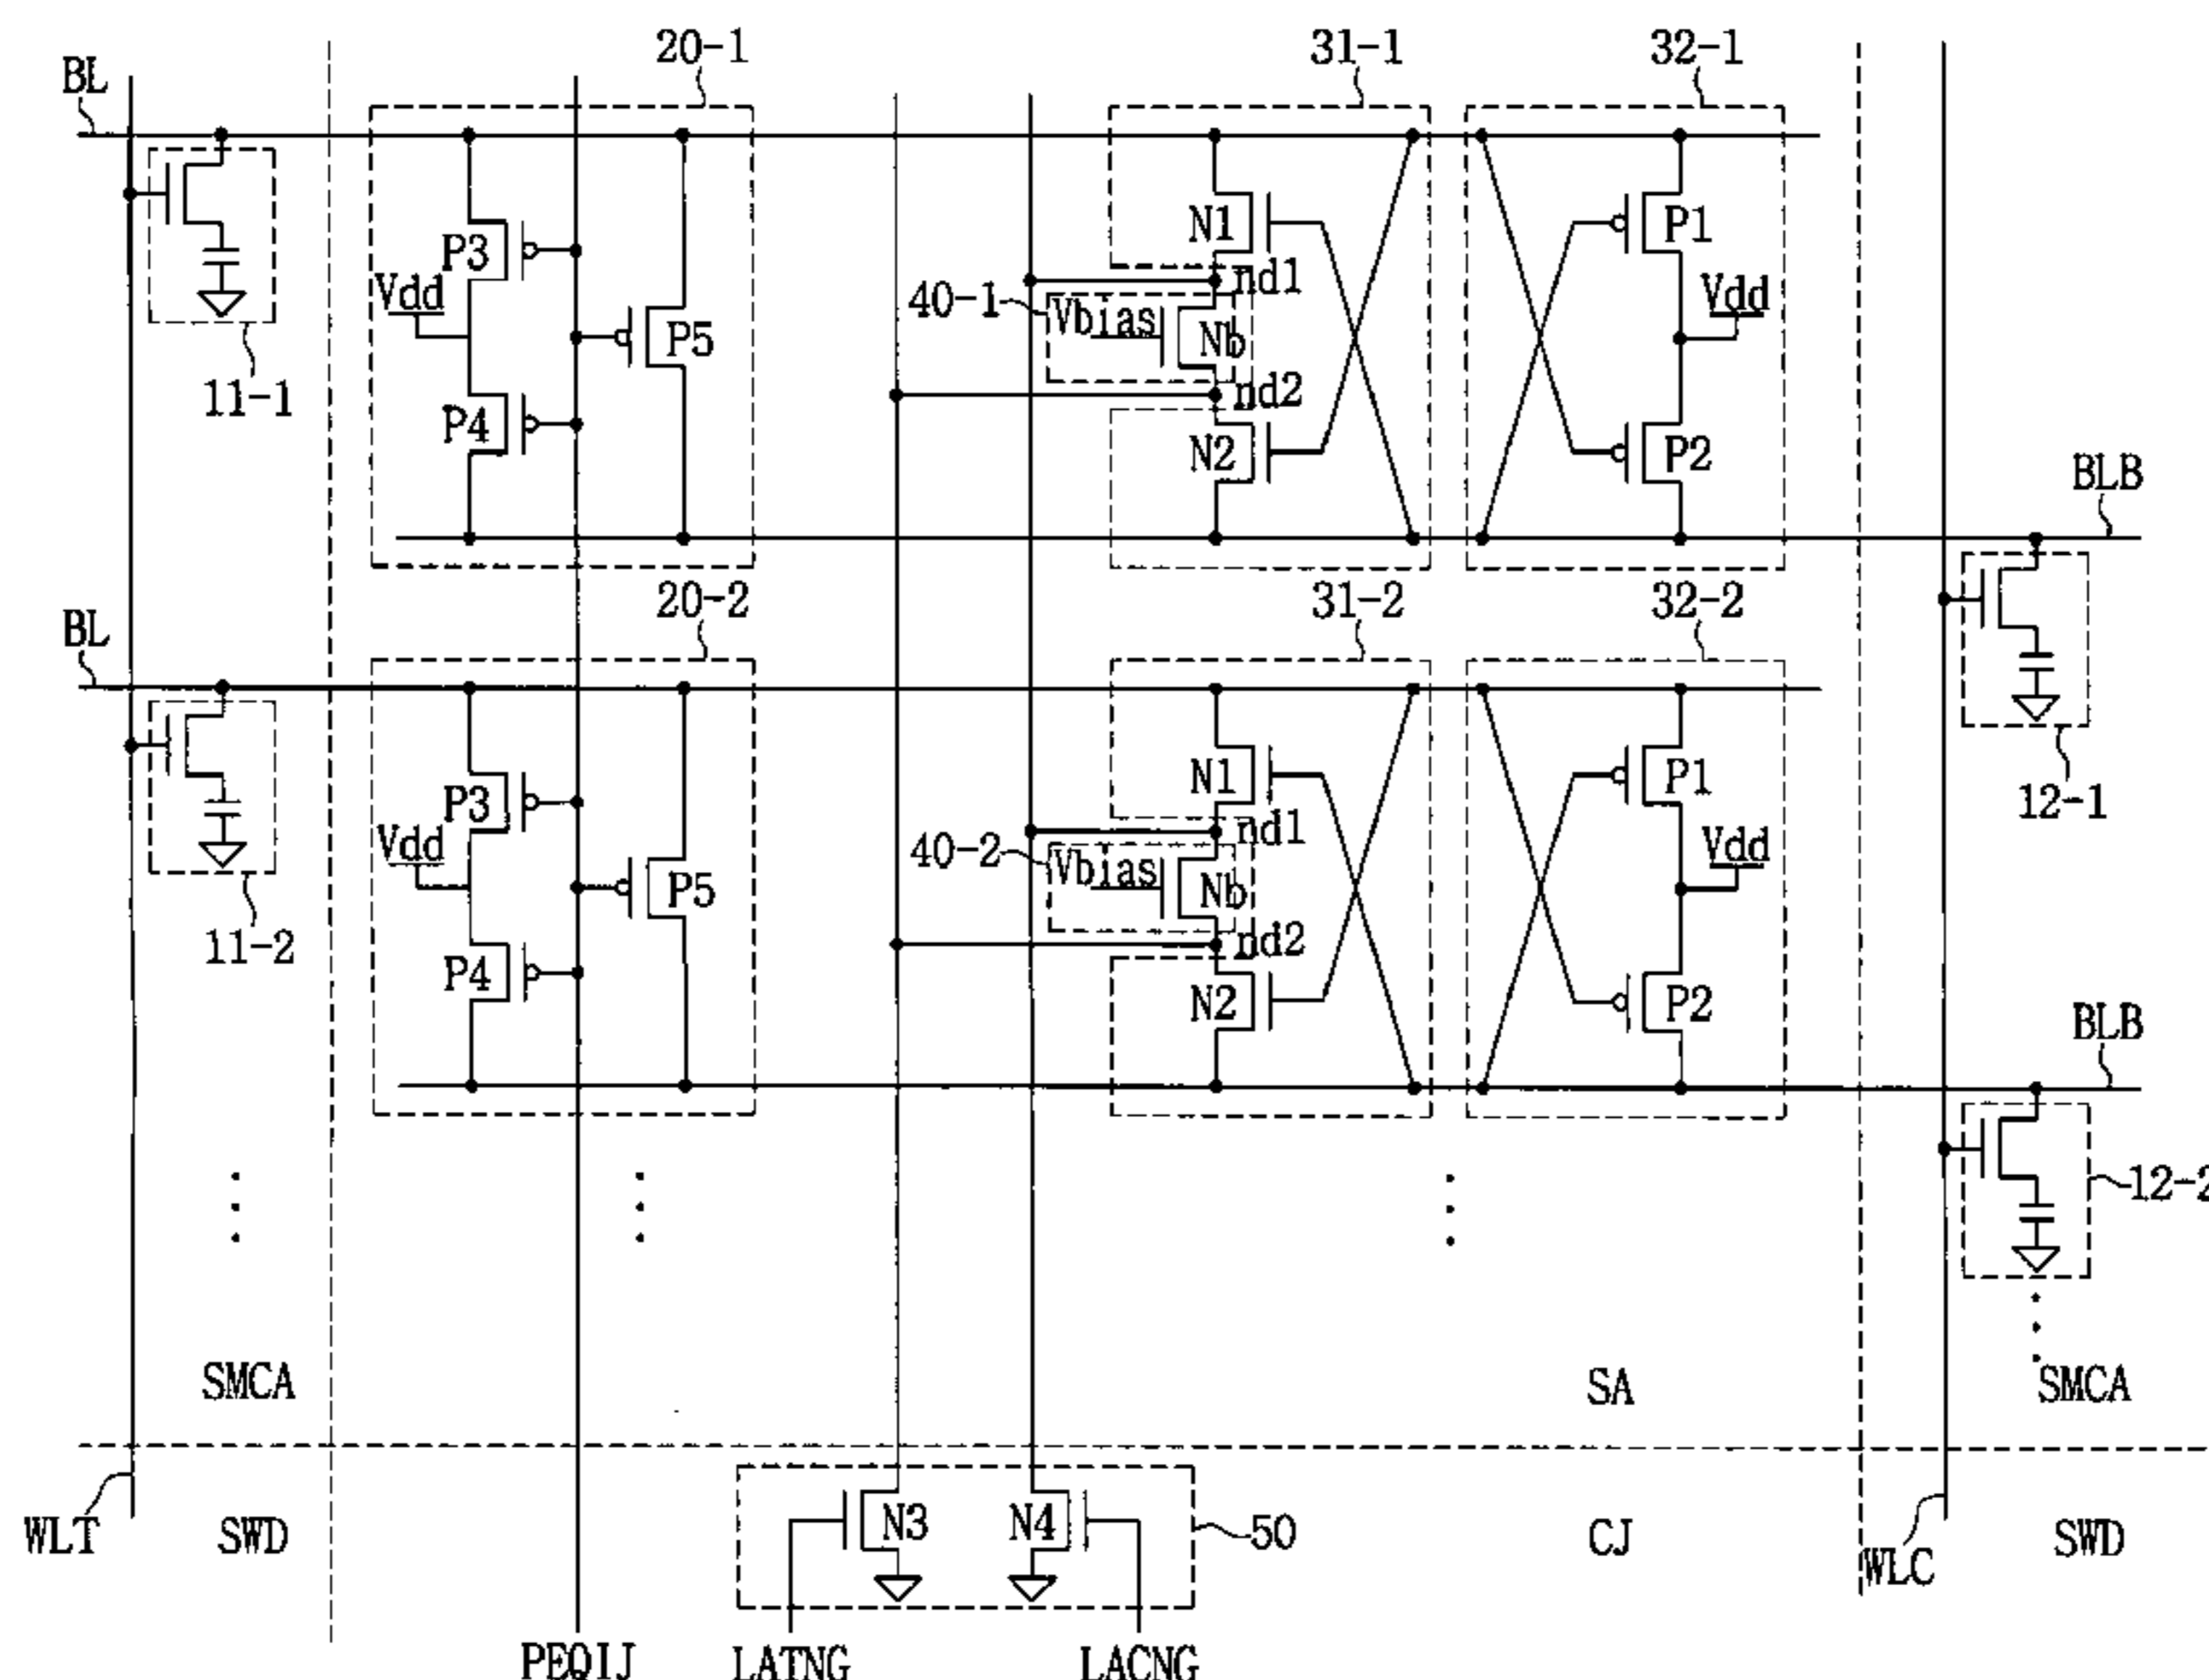 20-1 31-1 32-1
BL
N1 P1
P3
Vdd nd1 Vdd
40-1 Vbias Nb
P5
11-1 nd2
P4 N2 P2
BLB
20-2 31-2 32-2
BL
N1 P1
P3
12-1
Vdd nd1 Vdd
40-2 Vbias Nb
P5
11-2 nd2
P4 N2 P2
BLB
12-2
SMCA SA SMCA
WLT SWD N3 N4 50 CJ WLC SWD
PEQIJ LATNG LACNG